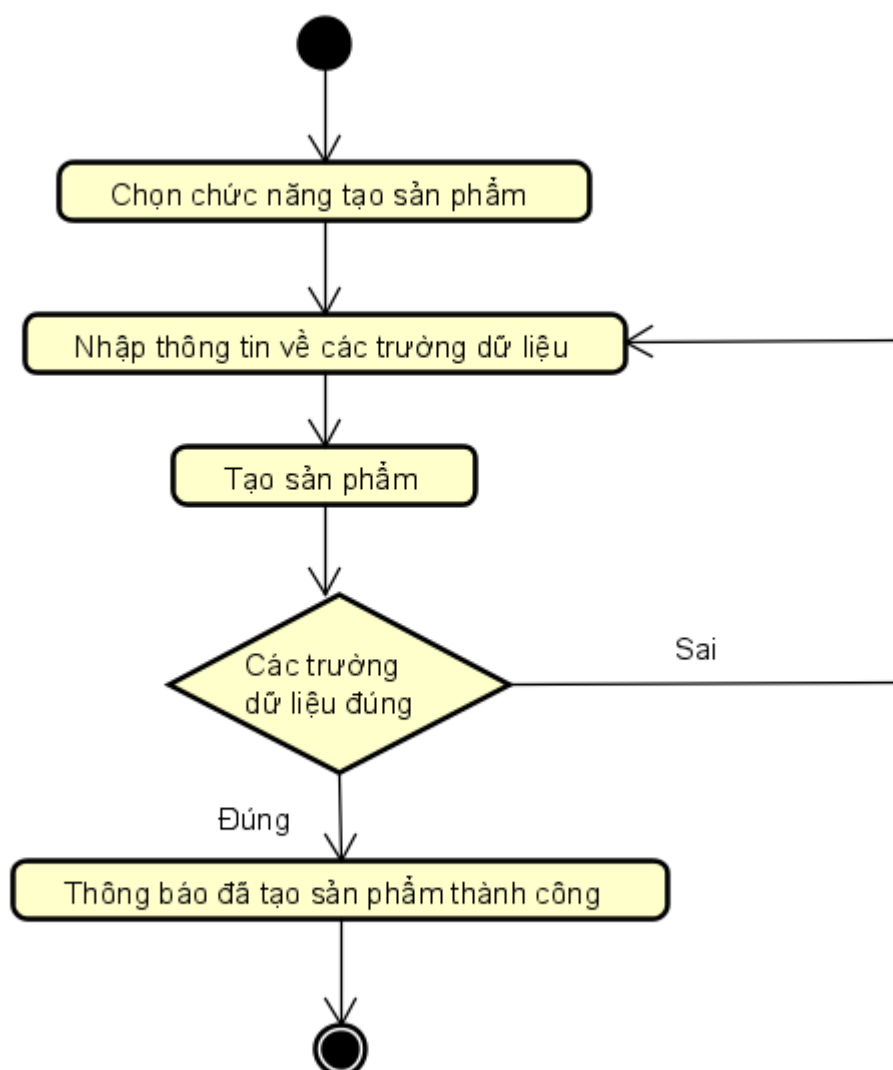 Chọn chức năng tạo sản phẩm
Nhập thông tin về các trường dữ liệu
Tạo sản phẩm
Các trường
dữ liệu đúng
Sai
Đúng
Thông báo đã tạo sản phẩm thành công